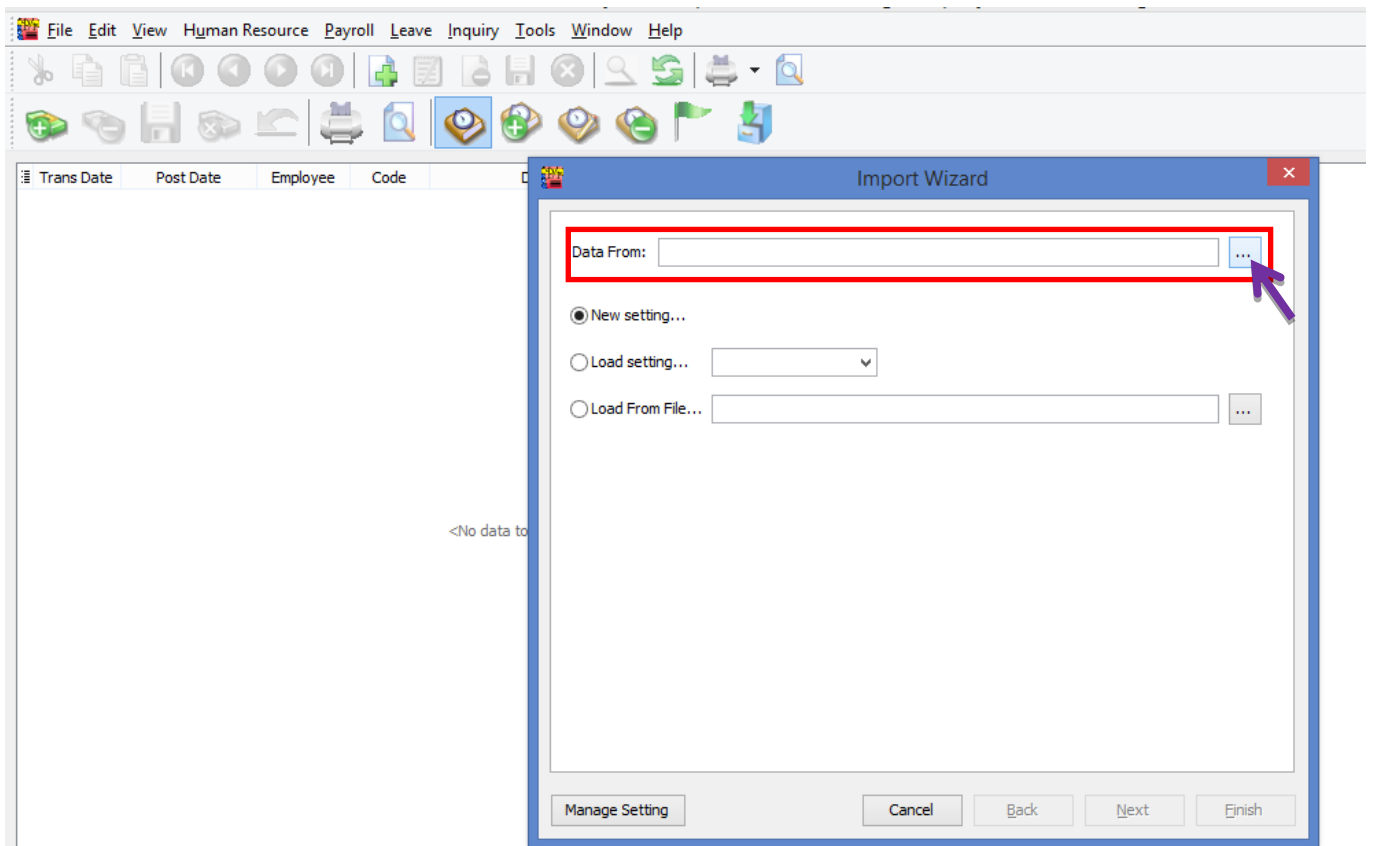 File Edit View Human Resource Payroll Leave Inquiry Tools Window Help
Trans Date Post Date Employee Code D
Import Wizard
Data From: ...
New setting...
Load setting...
Load From File... ...
<No data to
Manage Setting Cancel Back Next Finish